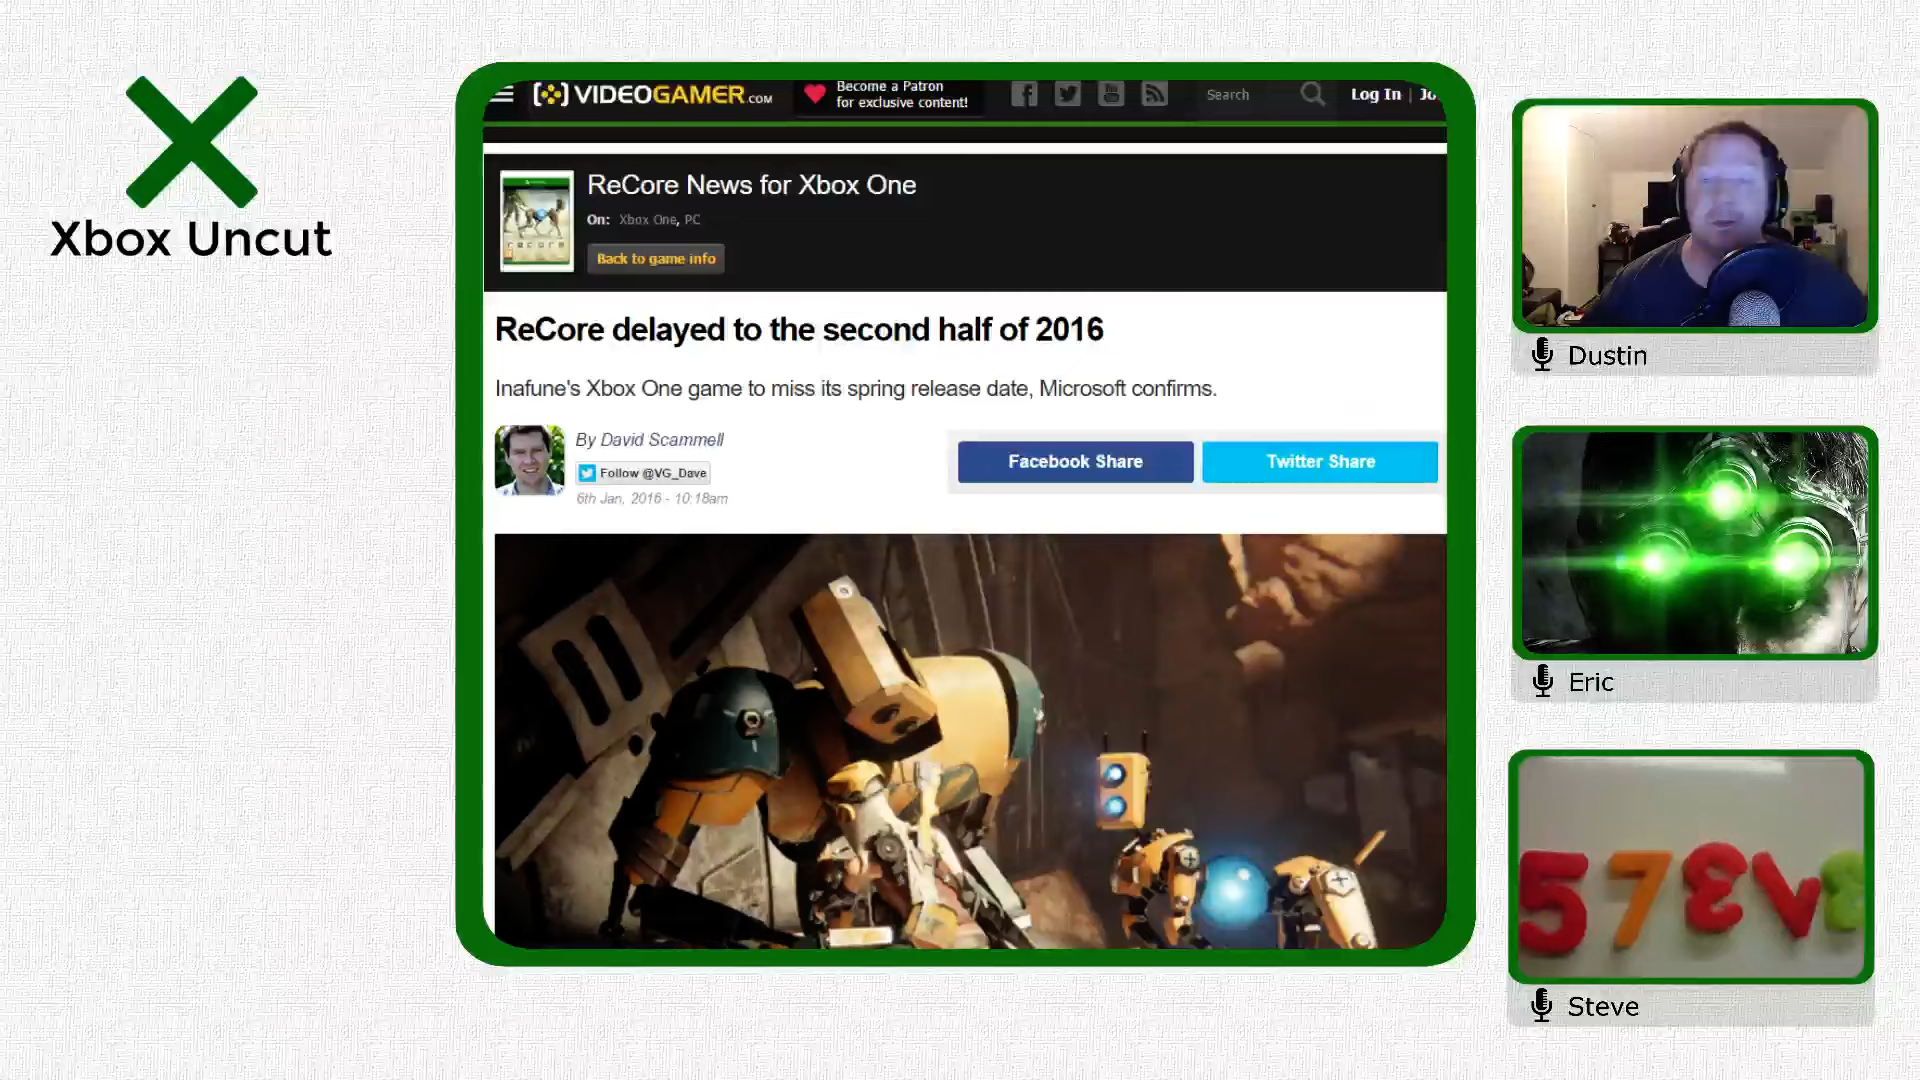 Xbox Uncut
VIDEOGAMER.COM
Become a Patron
for exclusive content!
Search
Log In |
ReCore News for Xbox One
On: Xbox One, PC
Back to game info
ReCore delayed to the second half of 2016
Inafune's Xbox One game to miss its spring release date, Microsoft confirms.
By David Scammell
Follow @VG_Dave
6th Jan, 2016 - 10:18am
Facebook Share
Twitter Share
Dustin
Eric
57EVE
Steve